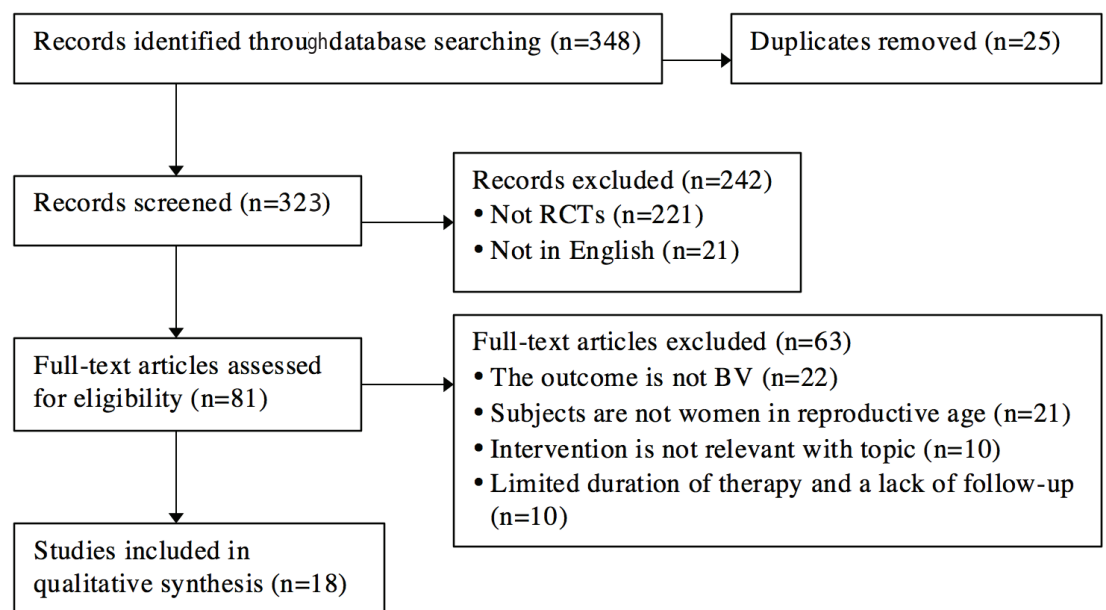 Records identified through database searching (n=348)
Duplicates removed (n=25)
Records screened (n=323)
Records excluded (n=242)
• Not RCTs (n=221)
• Not in English (n=21)
Full-text articles assessed
for eligibility (n=81)
Full-text articles excluded (n=63)
• The outcome is not BV (n=22)
• Subjects are not women in reproductive age (n=21)
• Intervention is not relevant with topic (n=10)
• Limited duration of therapy and a lack of follow-up
(n=10)
Studies included in
qualitative synthesis (n=18)